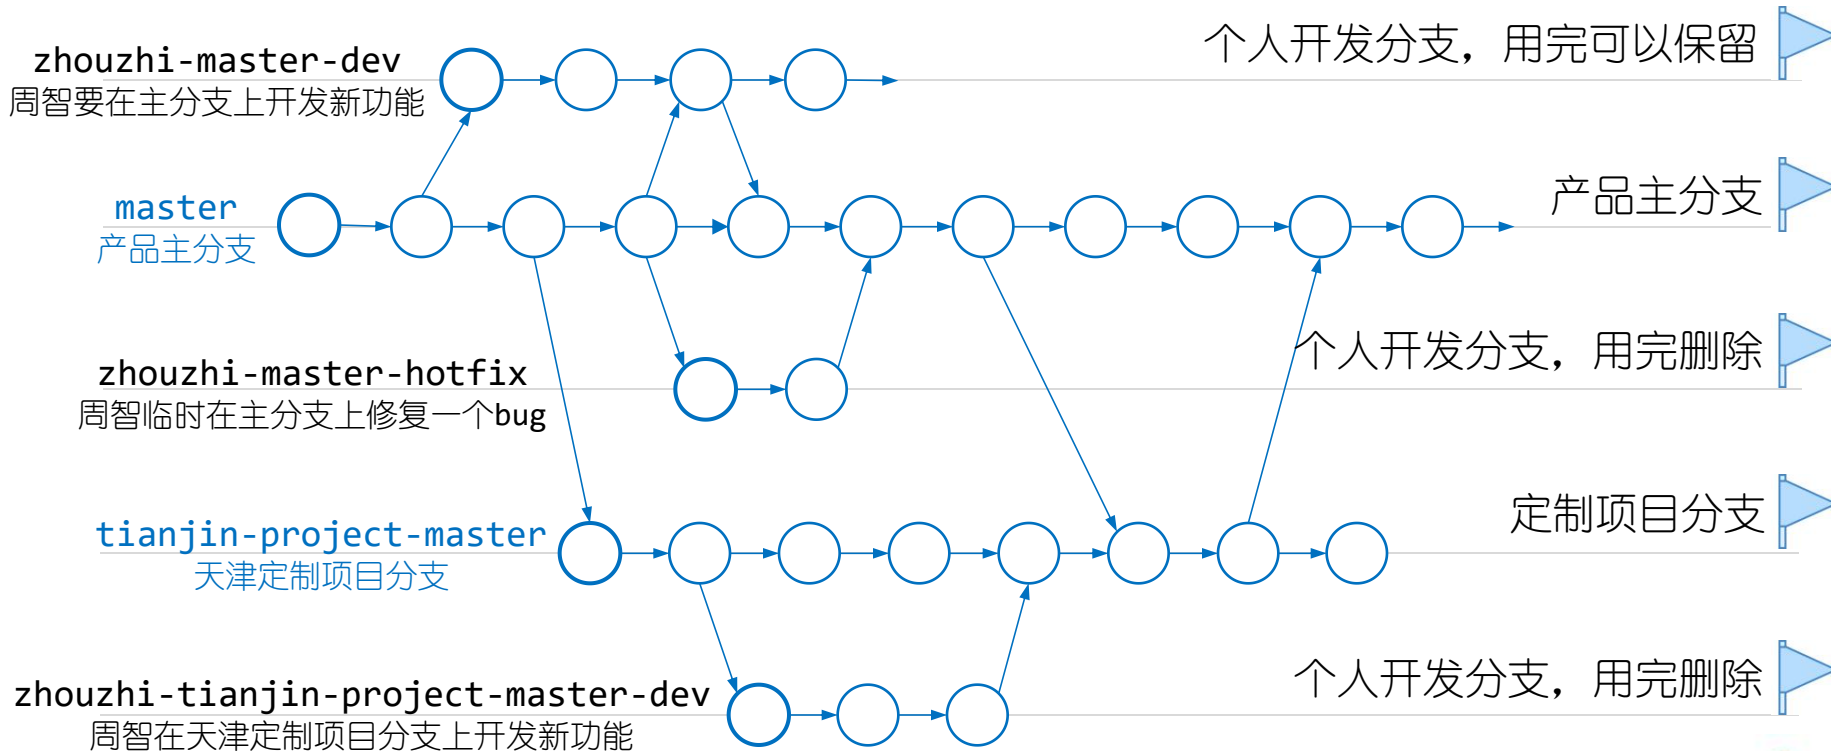 zhouzhi-master-dev
周智要在主分支上开发新功能
个人开发分支，用完可以保留
master
产品主分支
产品主分支
zhouzhi-master-hotfix
周智临时在主分支上修复一个bug
个人开发分支，用完删除
tianjin-project-master
天津定制项目分支
定制项目分支
zhouzhi-tianjin-project-master-dev
周智在天津定制项目分支上开发新功能
个人开发分支，用完删除